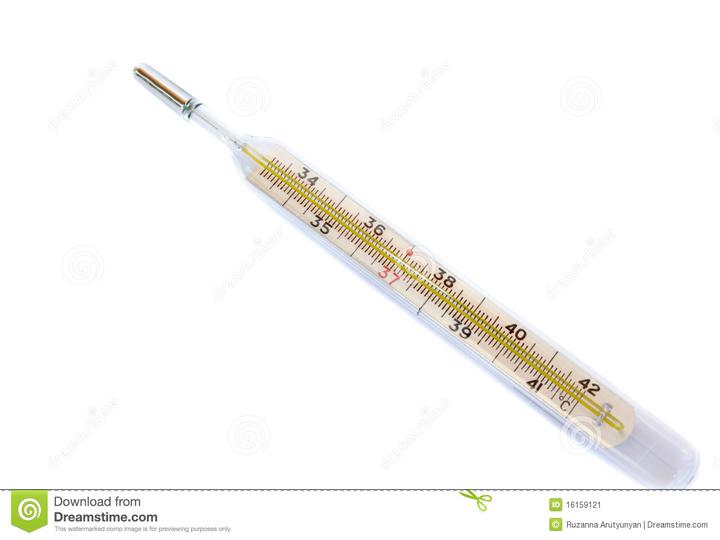 34
35
36
37
38
39
40
41
42
°C
dreamstime
Download from
Dreamstime.com
This watermarked comp image is for previewing purposes only.
ID 16159121
© Ruzanna Arutyunyan | Dreamstime.com